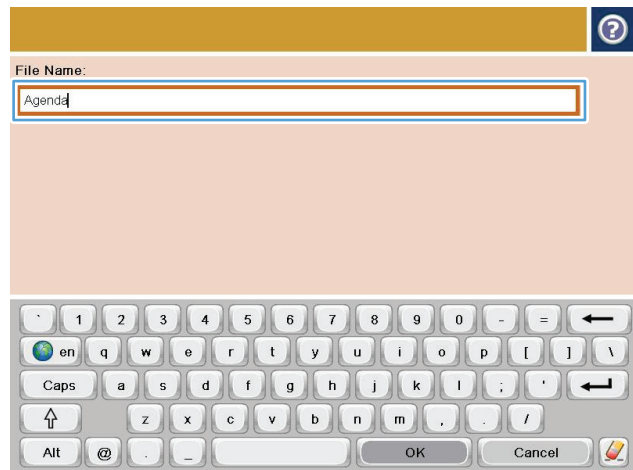 ?
File Name:
Agenda
` 1 2 3 4 5 6 7 8 9 0 - =
en q w e r t y u i o p [ ] \
Caps a s d f g h j k l ; '
z x c v b n m , . /
Alt @ . _ OK Cancel